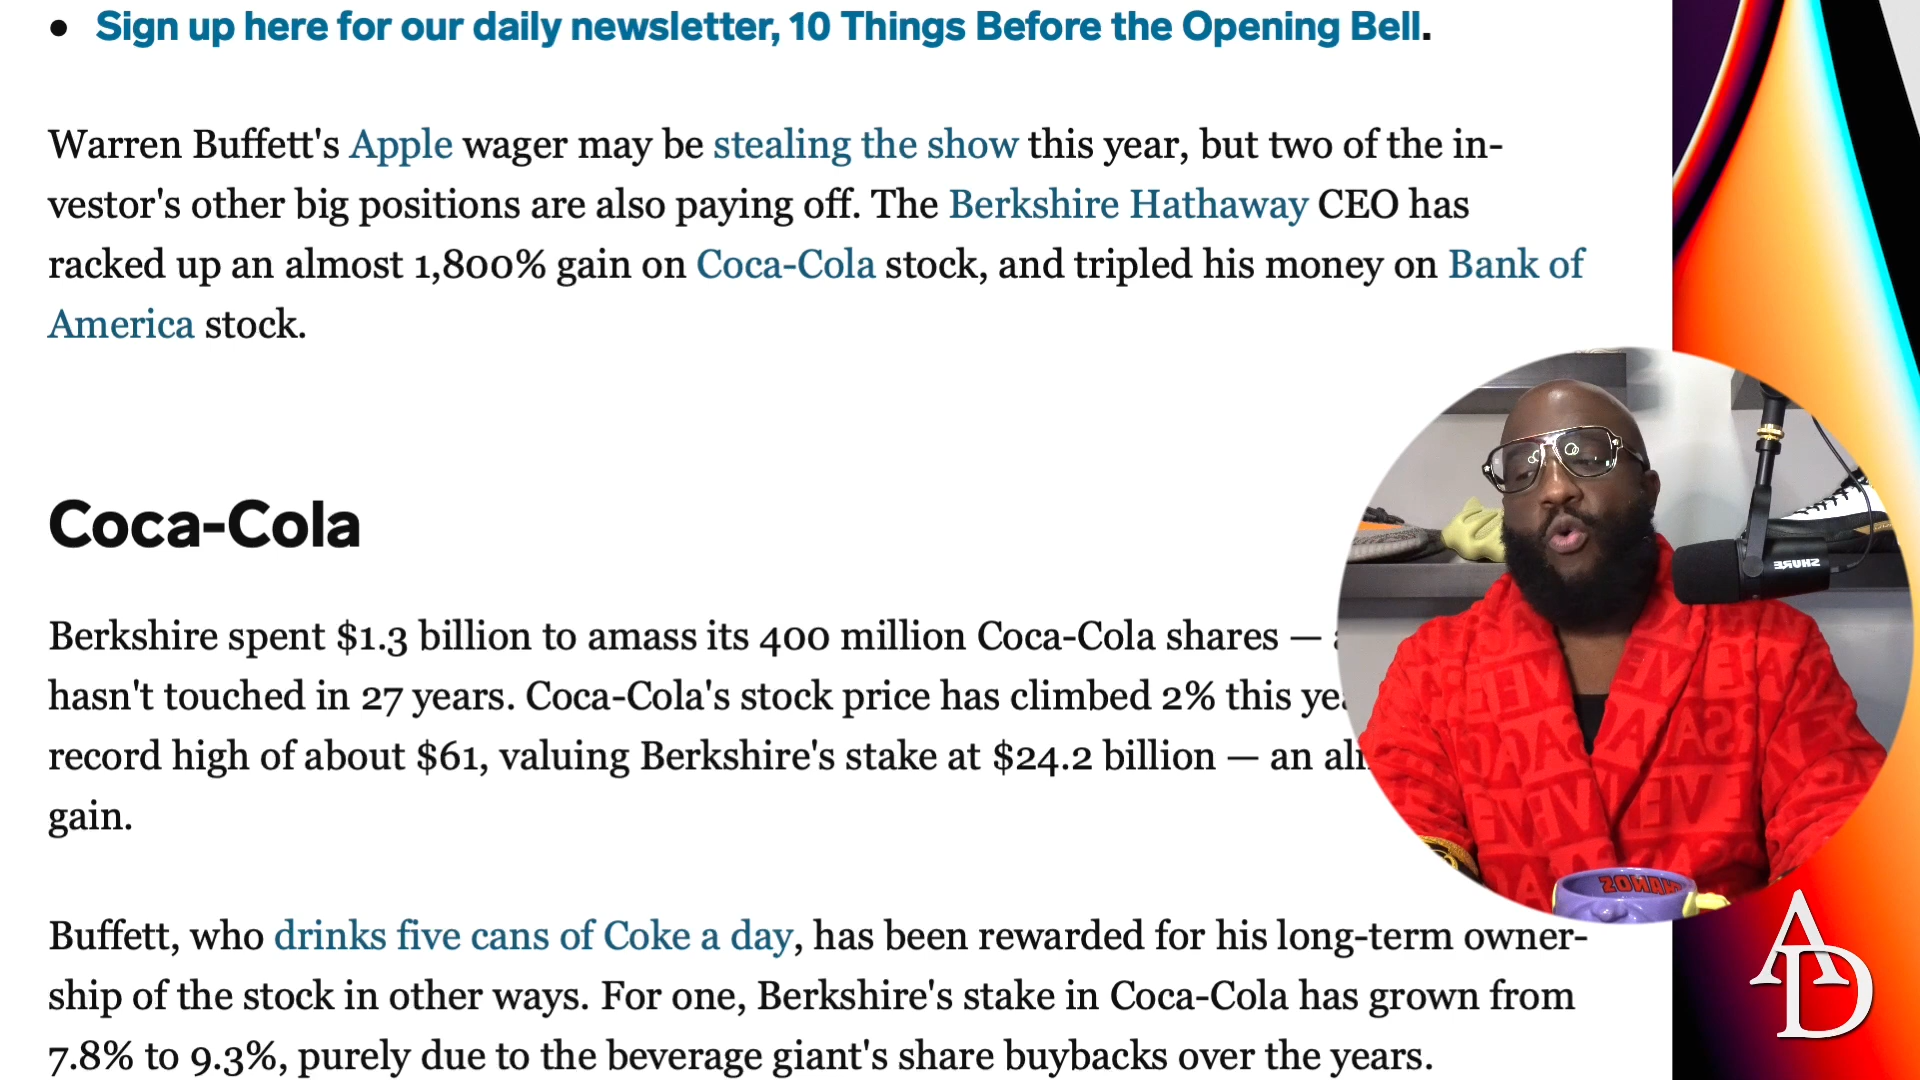 • Sign up here for our daily newsletter, 10 Things Before the Opening Bell.
Warren Buffett's Apple wager may be stealing the show this year, but two of the in-
vestor's other big positions are also paying off. The Berkshire Hathaway CEO has
racked up an almost 1,800% gain on Coca-Cola stock, and tripled his money on Bank of
America stock.
Coca-Cola
Berkshire spent $1.3 billion to amass its 400 million Coca-Cola shares —
hasn't touched in 27 years. Coca-Cola's stock price has climbed 2% this
record high of about $61, valuing Berkshire's stake at $24.2 billion — an
gain.
Buffett, who drinks five cans of Coke a day, has been rewarded for his long-term owner-
ship of the stock in other ways. For one, Berkshire's stake in Coca-Cola has grown from
7.8% to 9.3%, purely due to the beverage giant's share buybacks over the years.
SHURE
AD